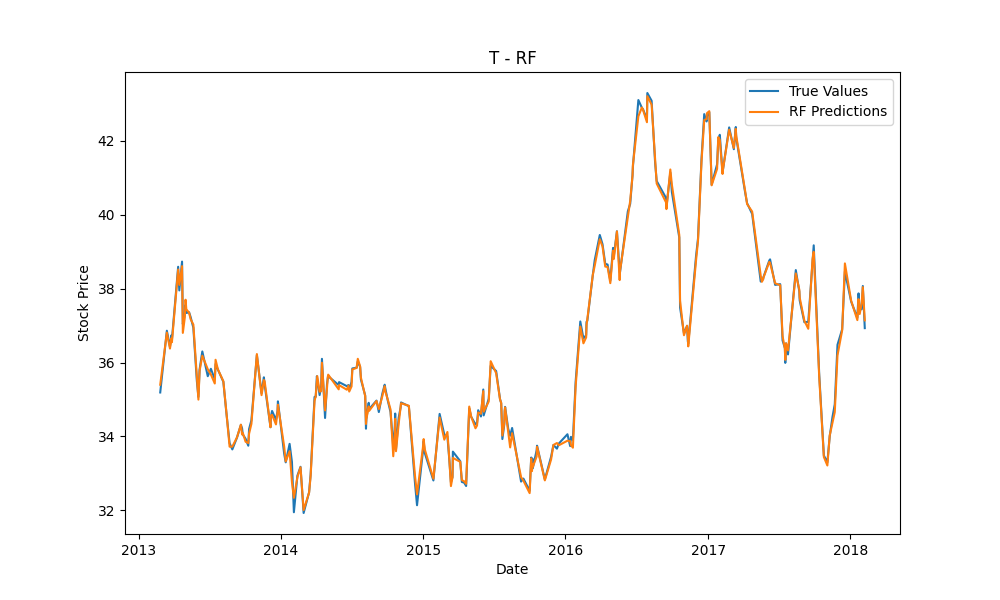 T - RF
True Values
RF Predictions
Stock Price
42
40
38
36
34
32
2013 2014 2015 2016 2017 2018
Date